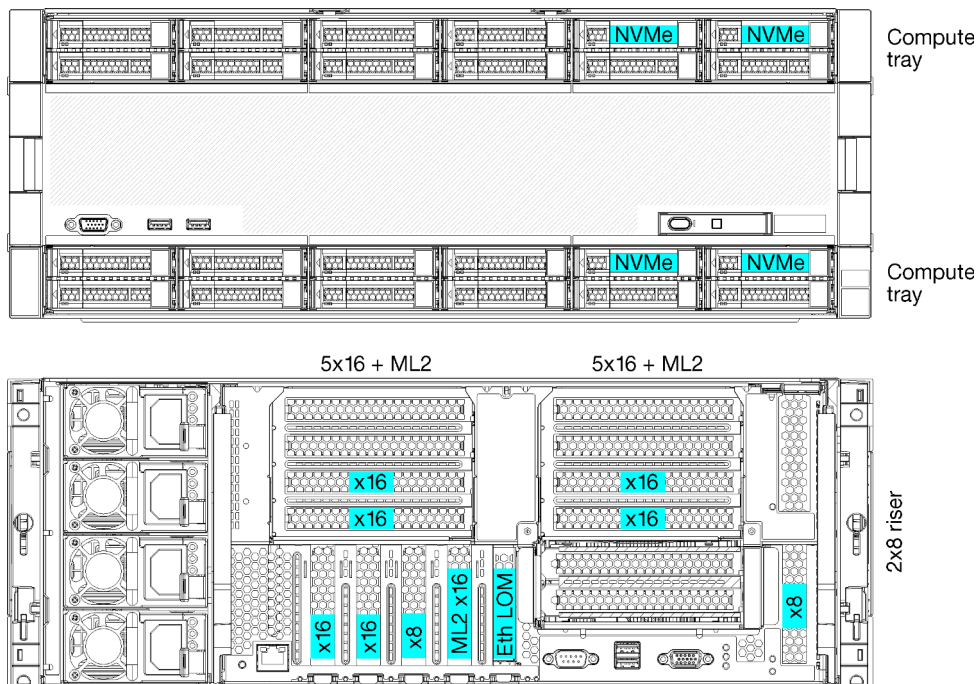 NVMe NVMe
Compute
tray
NVMe NVMe
Compute
tray
5x16 + ML2 5x16 + ML2
x16 x16
x16 x16
2x8 riser
x16
x16
x8
ML2 x16
Eth LOM
x8